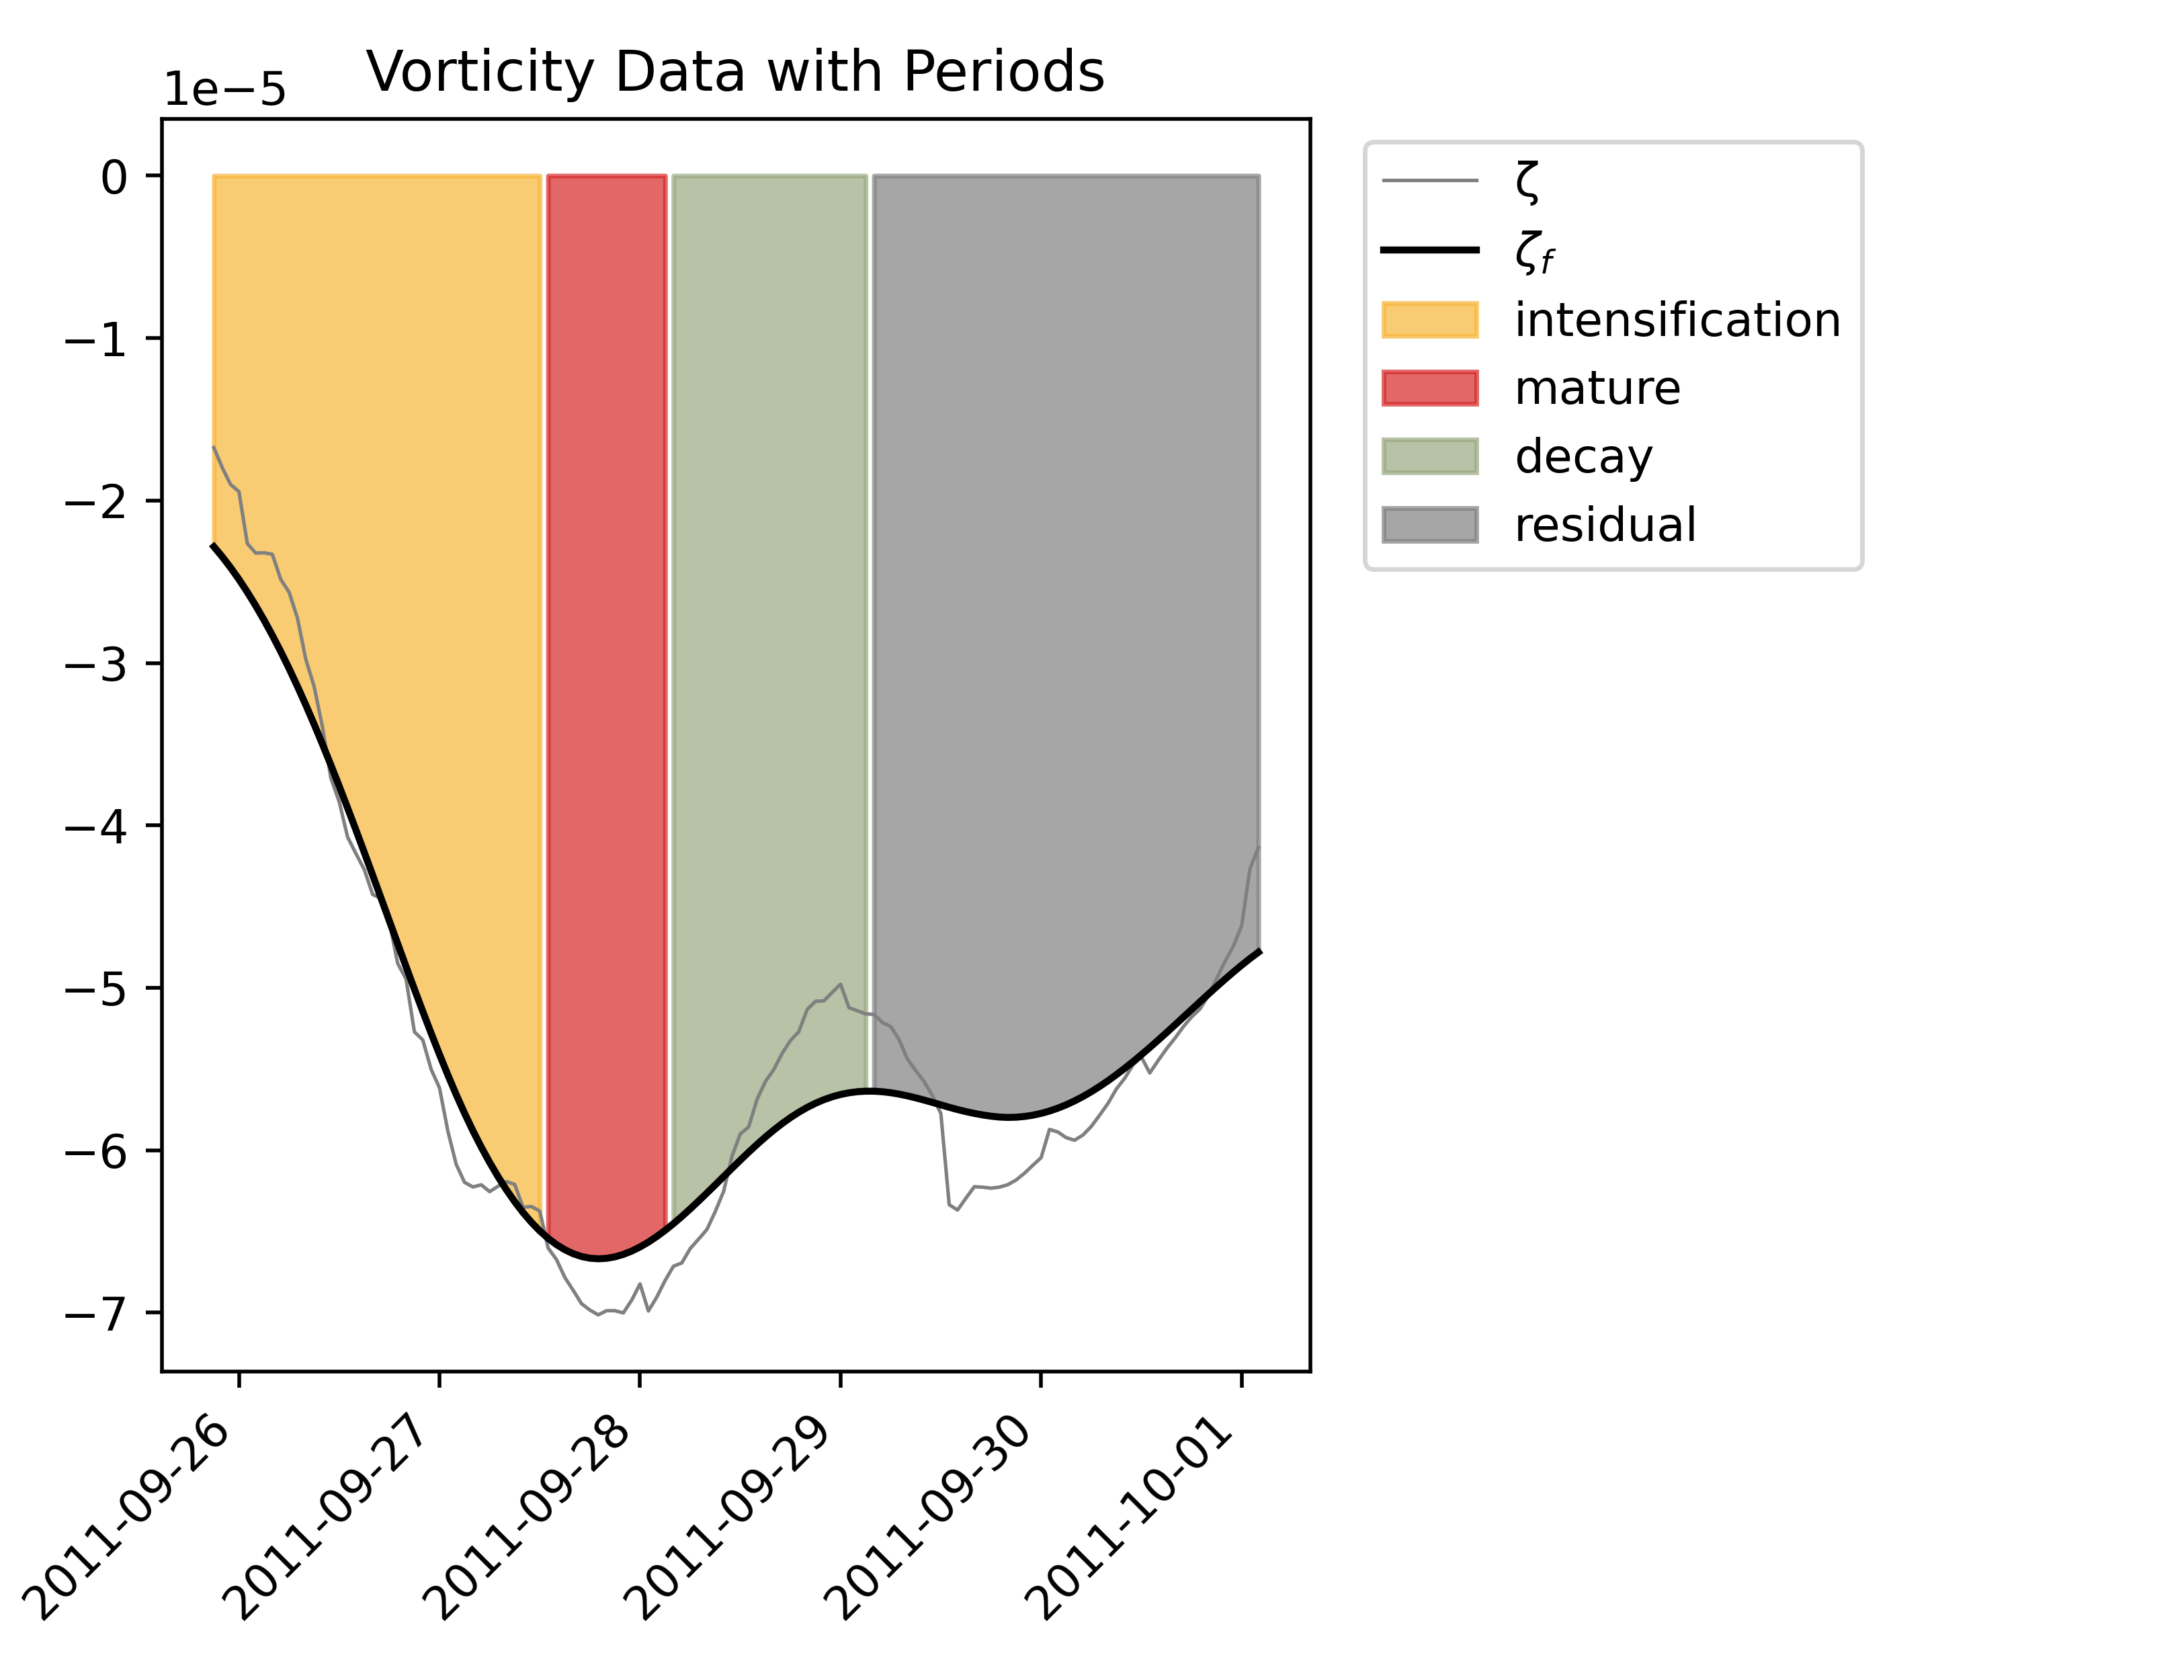 Vorticity Data with Periods
1e−5
0
−1
−2
−3
−4
−5
−6
−7
2011-09-26
2011-09-27
2011-09-28
2011-09-29
2011-09-30
2011-10-01
ζ
ζf
intensification
mature
decay
residual